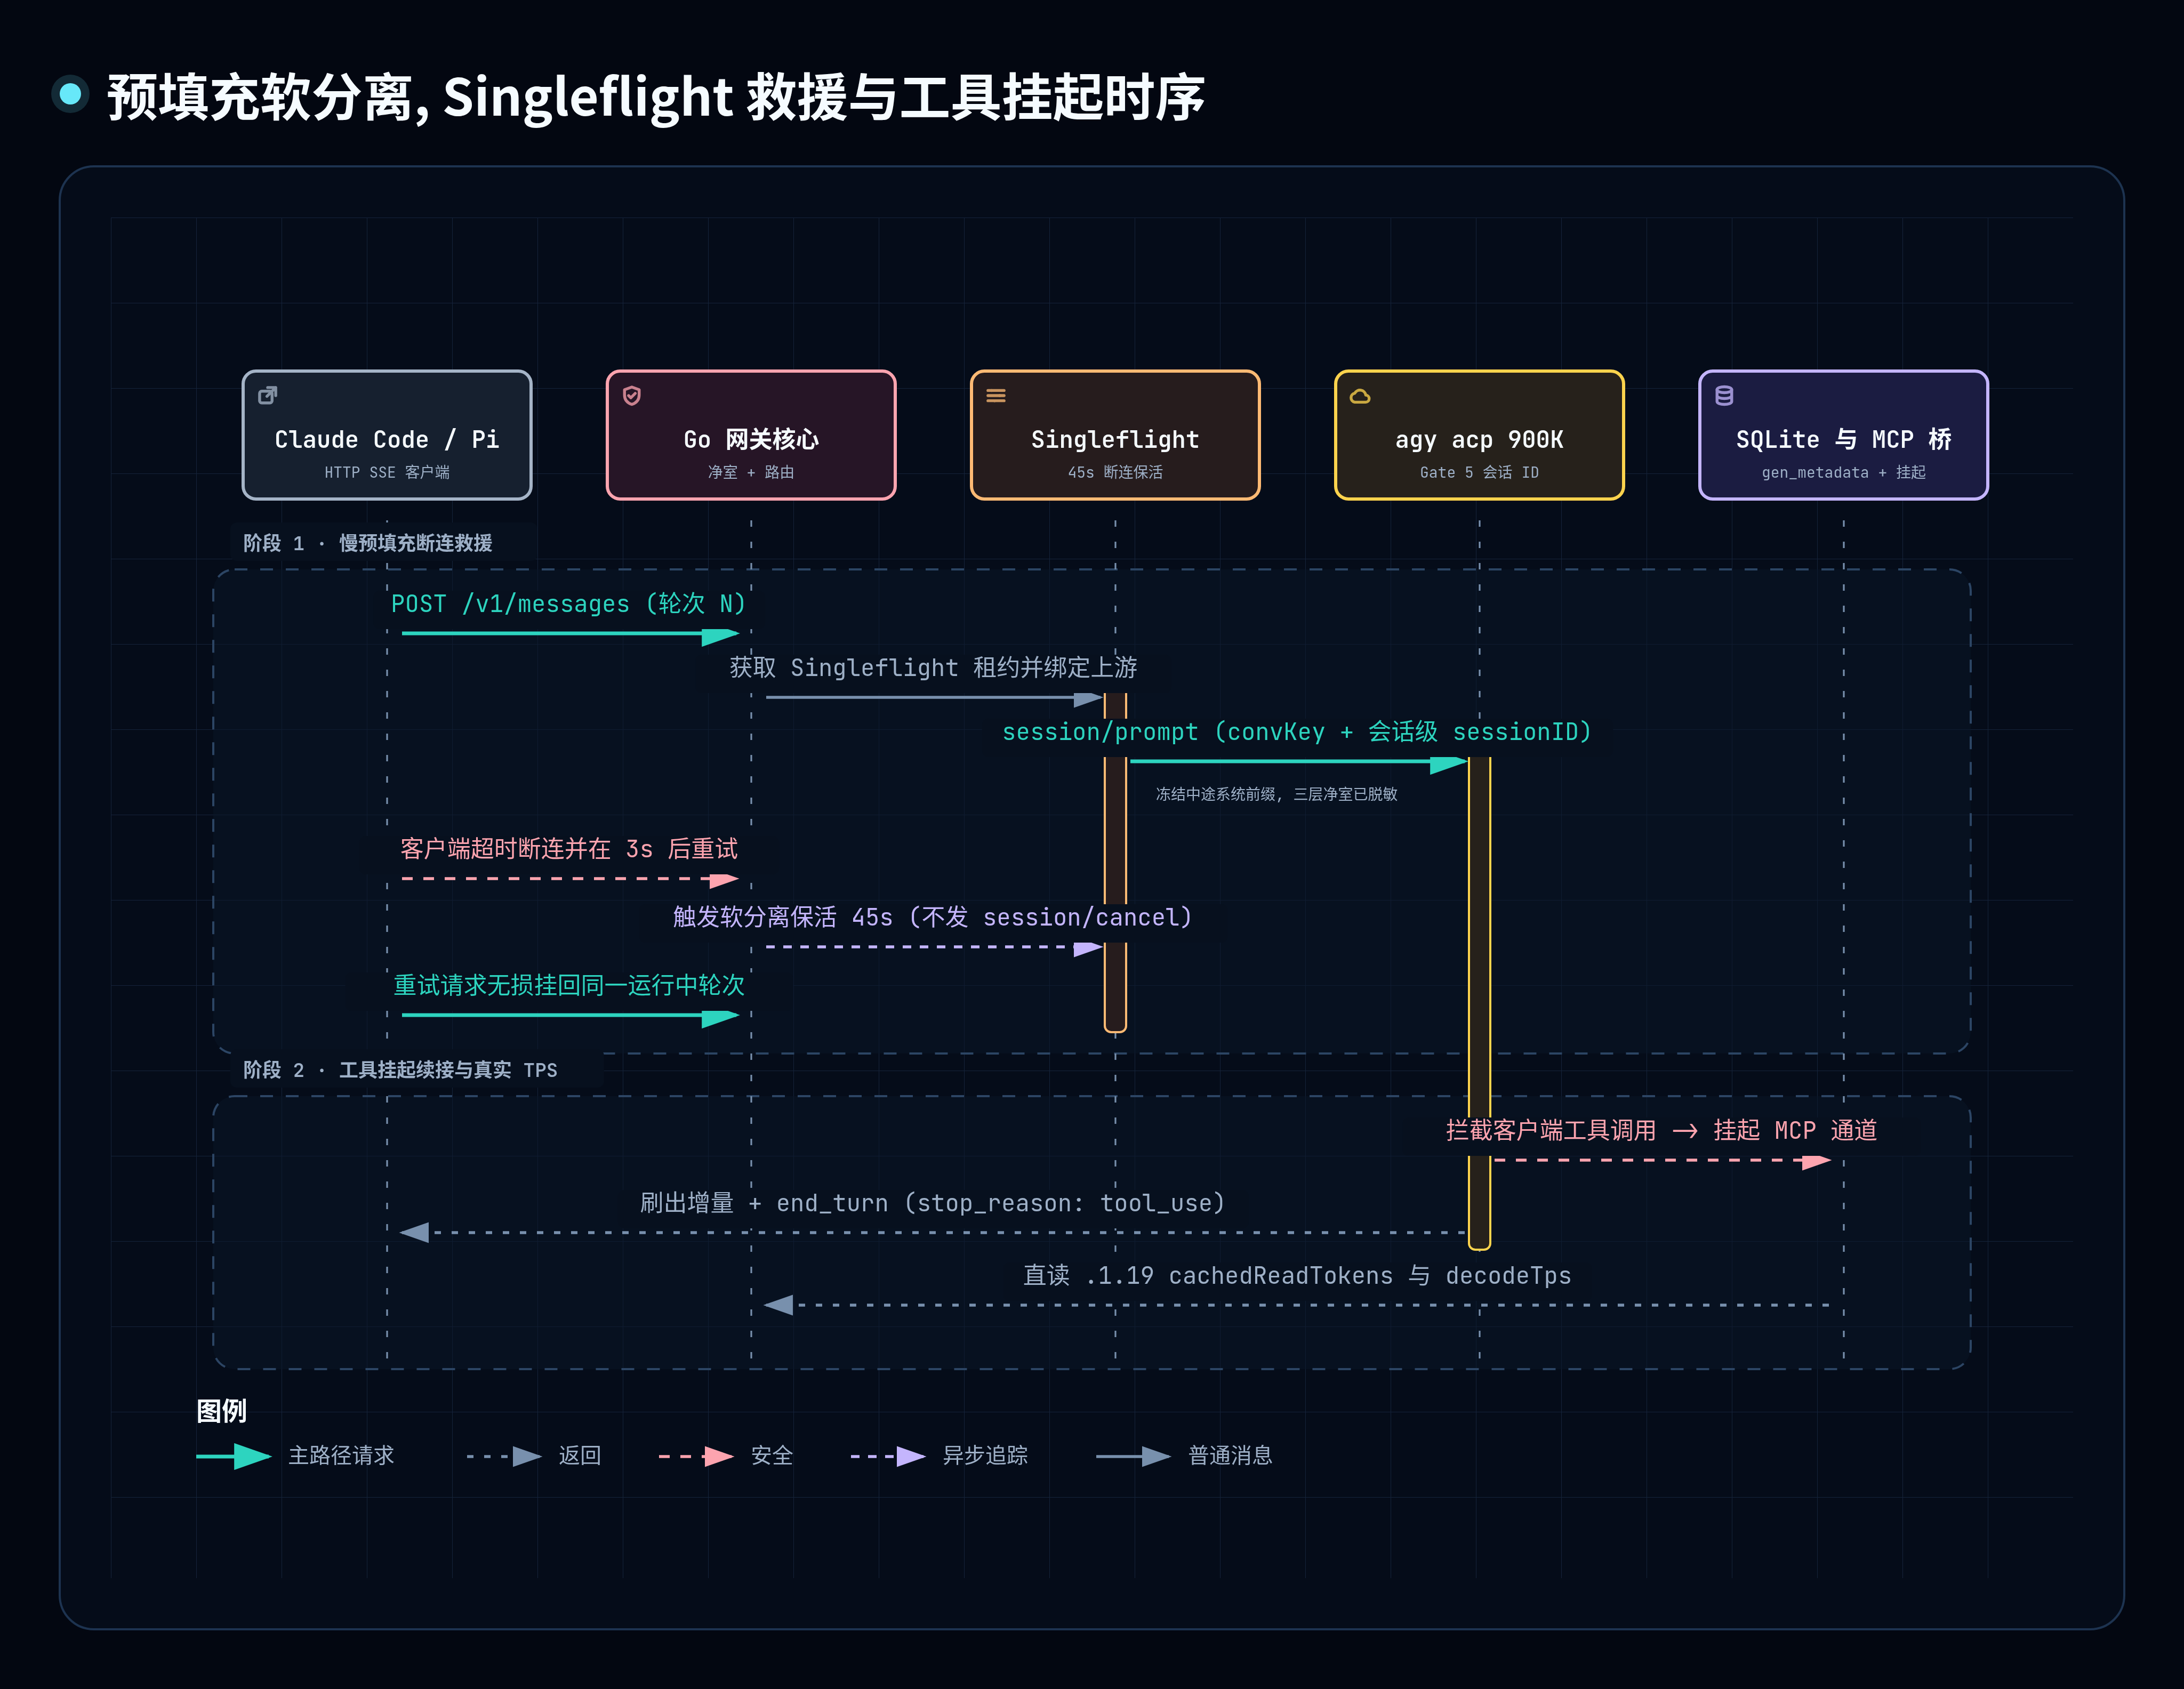 预填充软分离, Singleflight 救援与工具挂起时序
Claude Code / Pi
HTTP SSE 客户端
Go 网关核心
净室 + 路由
Singleflight
45s 断连保活
agy acp 900K
Gate 5 会话 ID
SQLite 与 MCP 桥
gen_metadata + 挂起
阶段 1 · 慢预填充断连救援
POST /v1/messages (轮次 N)
获取 Singleflight 租约并绑定上游
session/prompt (convKey + 会话级 sessionID)
冻结中途系统前缀, 三层净室已脱敏
客户端超时断连并在 3s 后重试
触发软分离保活 45s (不发 session/cancel)
重试请求无损挂回同一运行中轮次
阶段 2 · 工具挂起续接与真实 TPS
拦截客户端工具调用 → 挂起 MCP 通道
刷出增量 + end_turn (stop_reason: tool_use)
直读 .1.19 cachedReadTokens 与 decodeTps
图例
主路径请求
返回
安全
异步追踪
普通消息